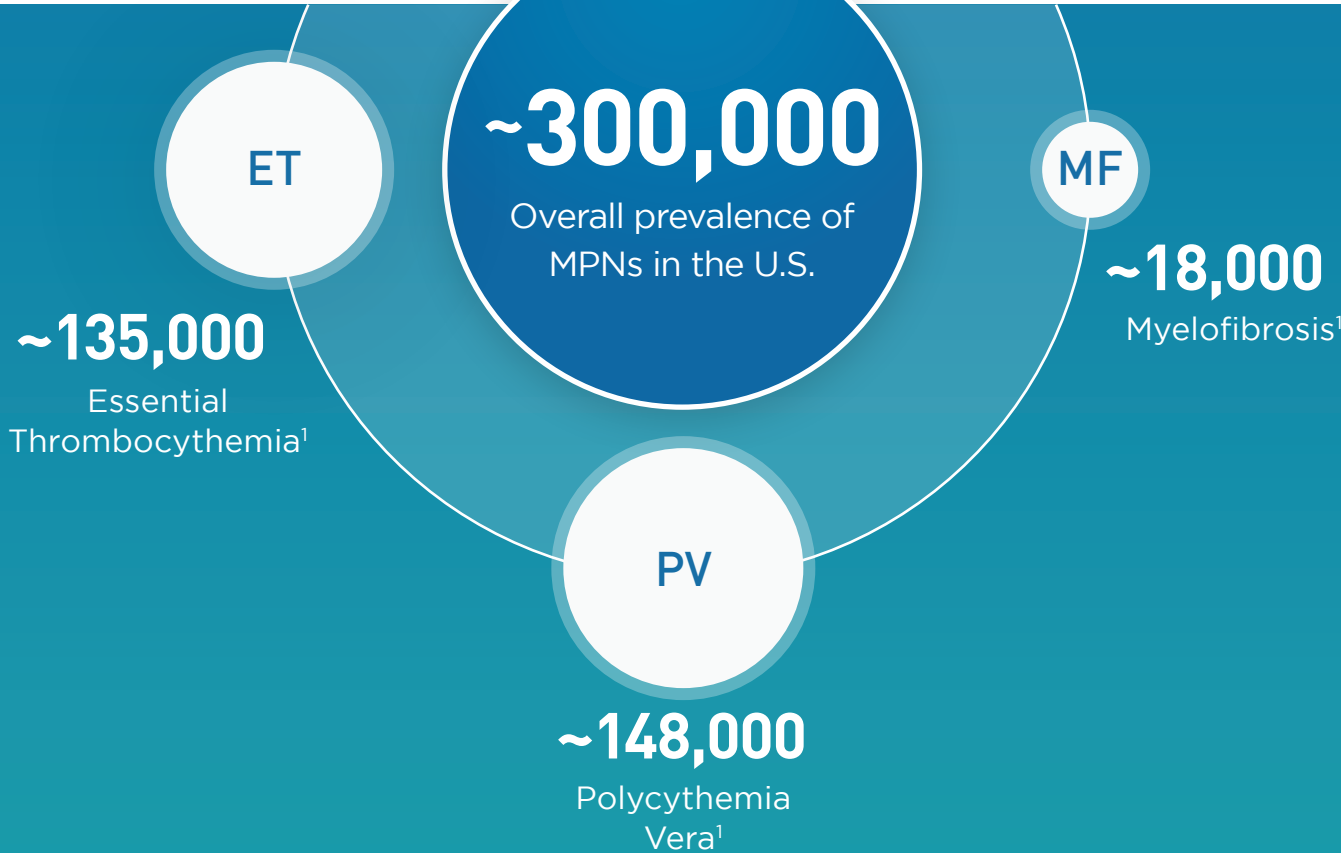 ~300,000
Overall prevalence of
MPNs in the U.S.
ET
~135,000
Essential
Thrombocythemia¹
MF
~18,000
Myelofibrosis¹
PV
~148,000
Polycythemia
Vera¹